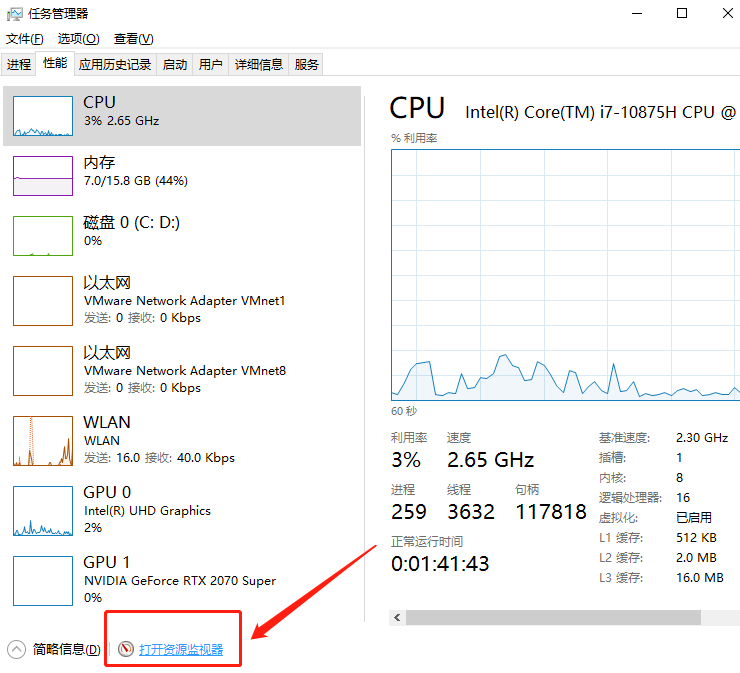 任务管理器
文件(F) 选项(O) 查看(V)
进程 性能 应用历史记录 启动 用户 详细信息 服务
CPU
3% 2.65 GHz
内存
7.0/15.8 GB (44%)
磁盘 0 (C: D:)
0%
以太网
VMware Network Adapter VMnet1
发送: 0 接收: 0 Kbps
以太网
VMware Network Adapter VMnet8
发送: 0 接收: 0 Kbps
WLAN
WLAN
发送: 16.0 接收: 40.0 Kbps
GPU 0
Intel(R) UHD Graphics
2%
GPU 1
NVIDIA GeForce RTX 2070 Super
0%
CPU Intel(R) Core(TM) i7-10875H CPU @
% 利用率
60 秒
利用率 速度
3% 2.65 GHz
进程 线程 句柄
259 3632 117818
正常运行时间
0:01:41:43
基准速度: 2.30 GHz
插槽: 1
内核: 8
逻辑处理器: 16
虚拟化: 已启用
L1 缓存: 512 KB
L2 缓存: 2.0 MB
L3 缓存: 16.0 MB
简略信息(D) 打开资源监视器